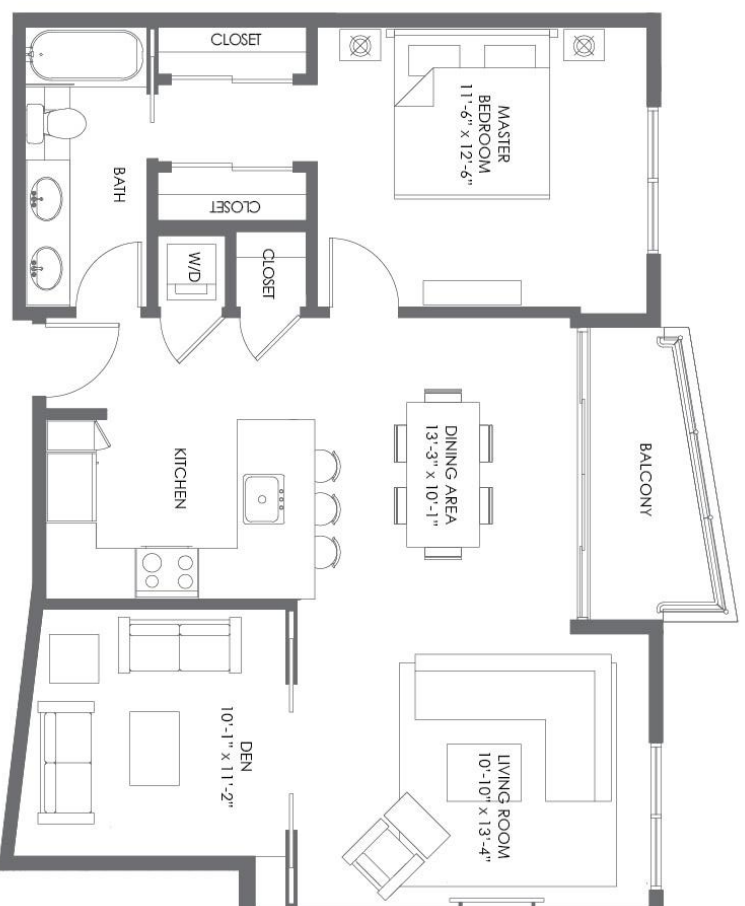 CLOSET
MASTER
BEDROOM
11'-6" x 12'-6"
BATH
CLOSET
W/D
CLOSET
KITCHEN
DINING AREA
13'-3" x 10'-1"
BALCONY
DEN
10'-1" x 11'-2"
LIVING ROOM
10'-10" x 13'-4"